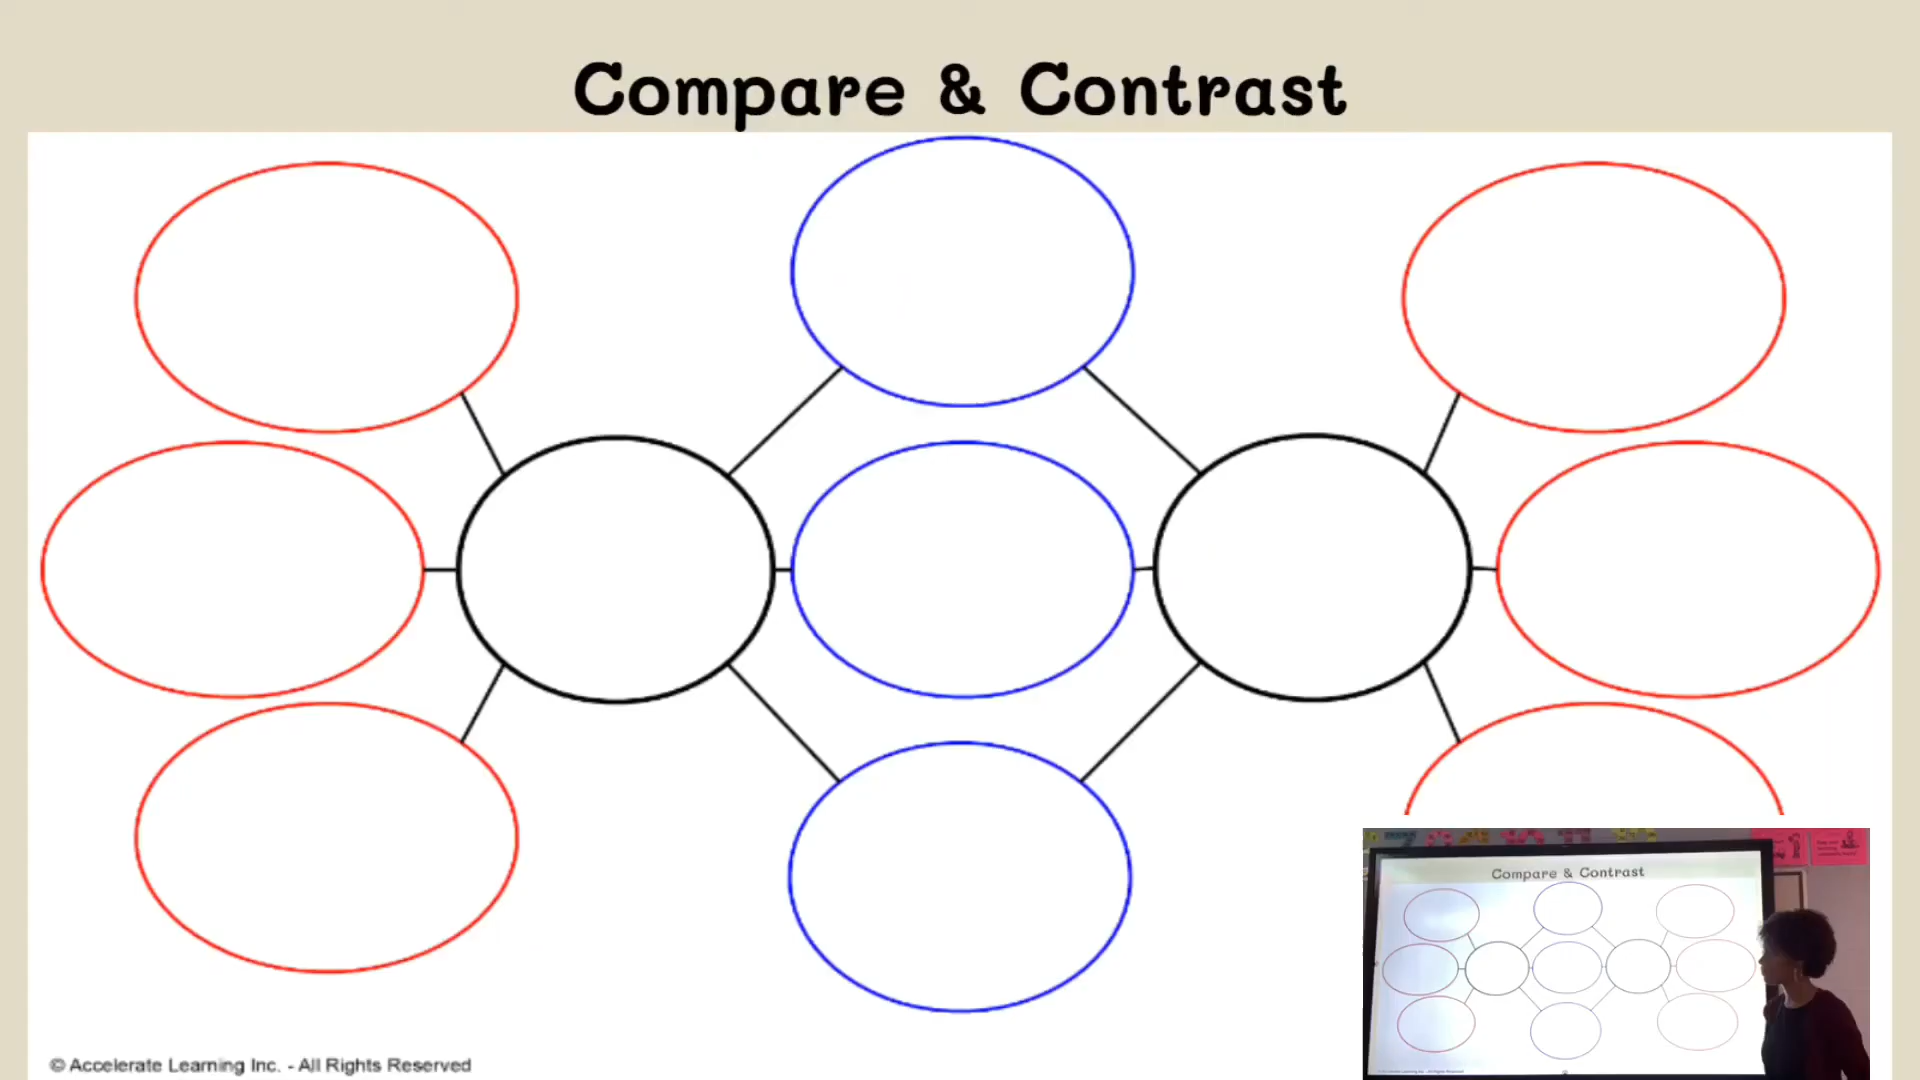 Compare & Contrast
© Accelerate Learning Inc. - All Rights Reserved
Compare & Contrast